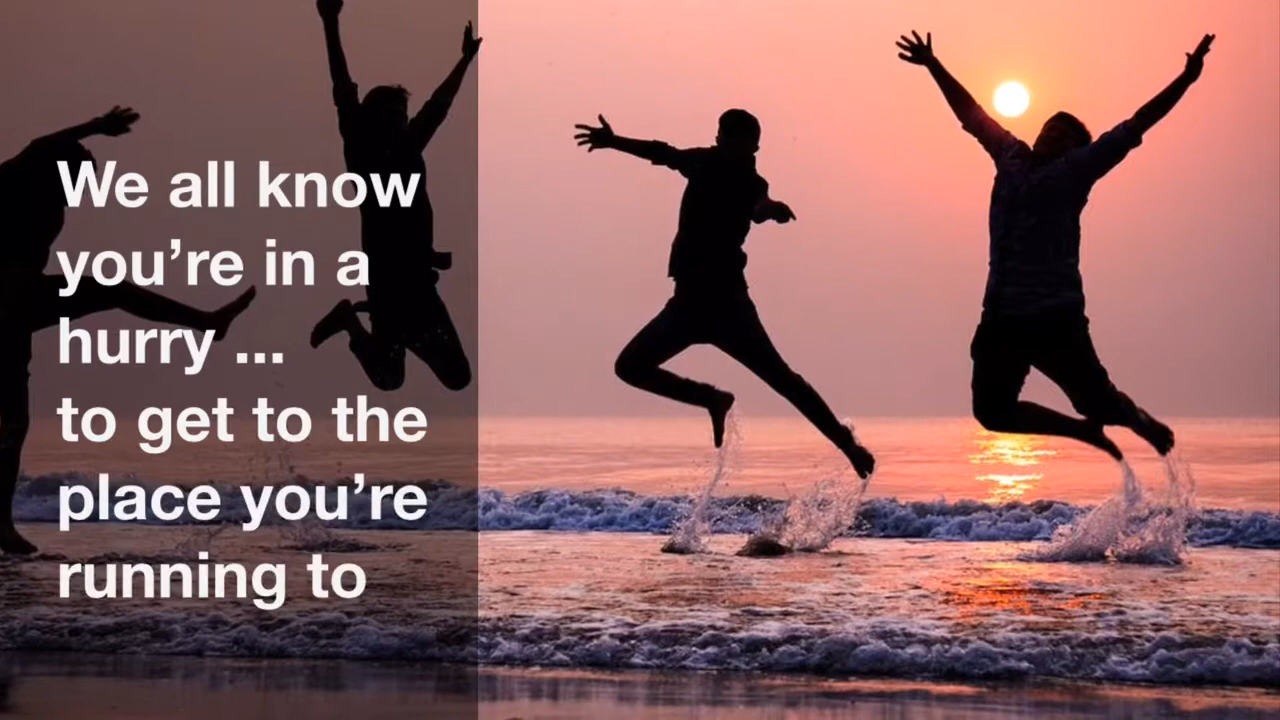 We all know
you’re in a
hurry ...
to get to the
place you’re
running to